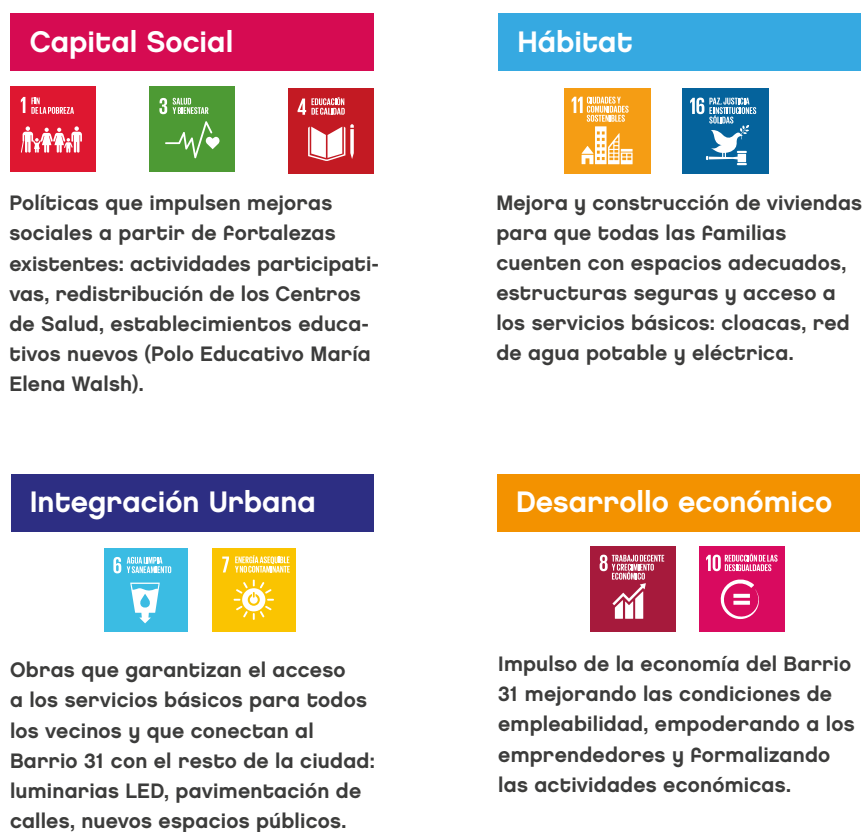 Capital Social
1 FIN
DE LA POBREZA
3 SALUD
Y BIENESTAR
4 EDUCACIÓN
DE CALIDAD
Políticas que impulsen mejoras
sociales a partir de fortalezas
existentes: actividades participati-
vas, redistribución de los Centros
de Salud, establecimientos educa-
tivos nuevos (Polo Educativo María
Elena Walsh).
Hábitat
11 CIUDADES Y
COMUNIDADES
SOSTENIBLES
16 PAZ, JUSTICIA
E INSTITUCIONES
SÓLIDAS
Mejora y construcción de viviendas
para que todas las familias
cuenten con espacios adecuados,
estructuras seguras y acceso a
los servicios básicos: cloacas, red
de agua potable y eléctrica.
Integración Urbana
6 AGUA LIMPIA
Y SANEAMIENTO
7 ENERGÍA ASEQUIBLE
Y NO CONTAMINANTE
Obras que garantizan el acceso
a los servicios básicos para todos
los vecinos y que conectan al
Barrio 31 con el resto de la ciudad:
luminarias LED, pavimentación de
calles, nuevos espacios públicos.
Desarrollo económico
8 TRABAJO DECENTE
Y CRECIMIENTO
ECONÓMICO
10 REDUCCIÓN DE LAS
DESIGUALDADES
Impulso de la economía del Barrio
31 mejorando las condiciones de
empleabilidad, empoderando a los
emprendedores y formalizando
las actividades económicas.